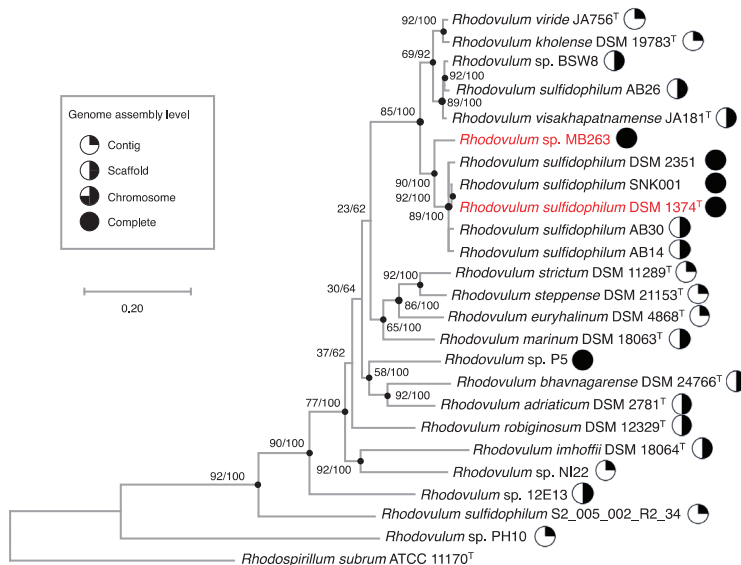 92/100
Rhodovulum viride JA756ᵀ
Rhodovulum kholense DSM 19783ᵀ
69/92
Rhodovulum sp. BSW8
92/100
Rhodovulum sulfidophilum AB26
89/100
Rhodovulum visakhapatnamense JA181ᵀ
85/100
Rhodovulum sp. MB263
Rhodovulum sulfidophilum DSM 2351
90/100
Rhodovulum sulfidophilum SNK001
92/100
Rhodovulum sulfidophilum DSM 1374ᵀ
89/100
Rhodovulum sulfidophilum AB30
Rhodovulum sulfidophilum AB14
23/62
92/100
Rhodovulum strictum DSM 11289ᵀ
Rhodovulum steppense DSM 21153ᵀ
86/100
Rhodovulum euryhalinum DSM 4868ᵀ
65/100
Rhodovulum marinum DSM 18063ᵀ
30/64
Rhodovulum sp. P5
58/100
Rhodovulum bhavnagarense DSM 24766ᵀ
92/100
Rhodovulum adriaticum DSM 2781ᵀ
37/62
Rhodovulum robiginosum DSM 12329ᵀ
77/100
Rhodovulum imhoffii DSM 18064ᵀ
92/100
Rhodovulum sp. NI22
90/100
Rhodovulum sp. 12E13
92/100
Rhodovulum sulfidophilum S2_005_002_R2_34
Rhodovulum sp. PH10
Rhodospirillum subrum ATCC 11170ᵀ
Genome assembly level
Contig
Scaffold
Chromosome
Complete
0.20